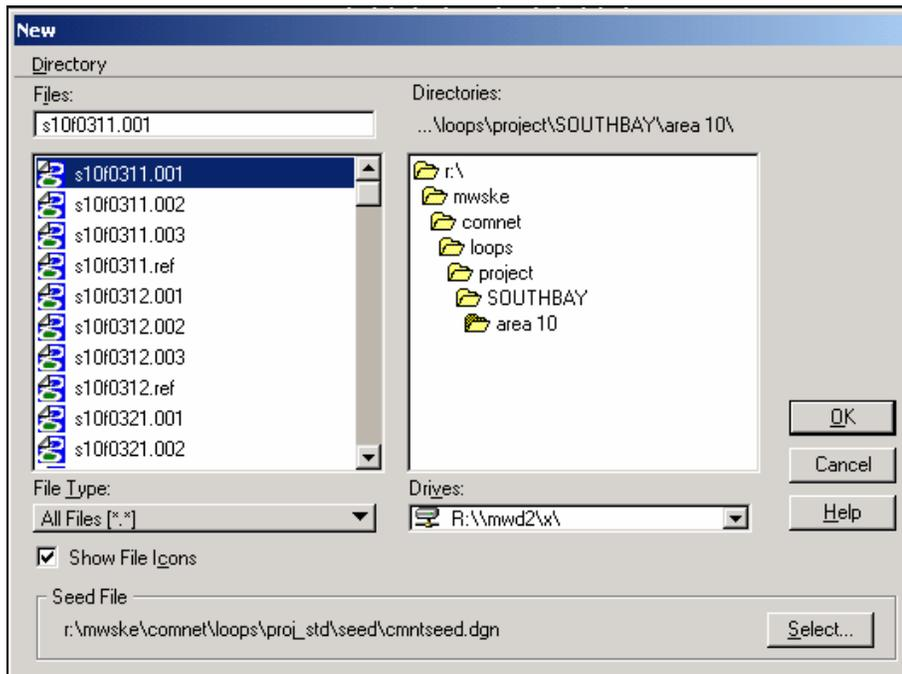 New
Directory
Files:
s10f0311.001
s10f0311.001
s10f0311.002
s10f0311.003
s10f0311.ref
s10f0312.001
s10f0312.002
s10f0312.003
s10f0312.ref
s10f0321.001
s10f0321.002
File Type:
All Files [*.*]
Show File Icons
Directories:
...\loops\project\SOUTHBAY\area 10\
r:\
mwske
comnet
loops
project
SOUTHBAY
area 10
Drives:
R:\\mwd2\x\
OK
Cancel
Help
Seed File
r:\mwske\comnet\loops\proj_std\seed\cmntseed.dgn
Select...